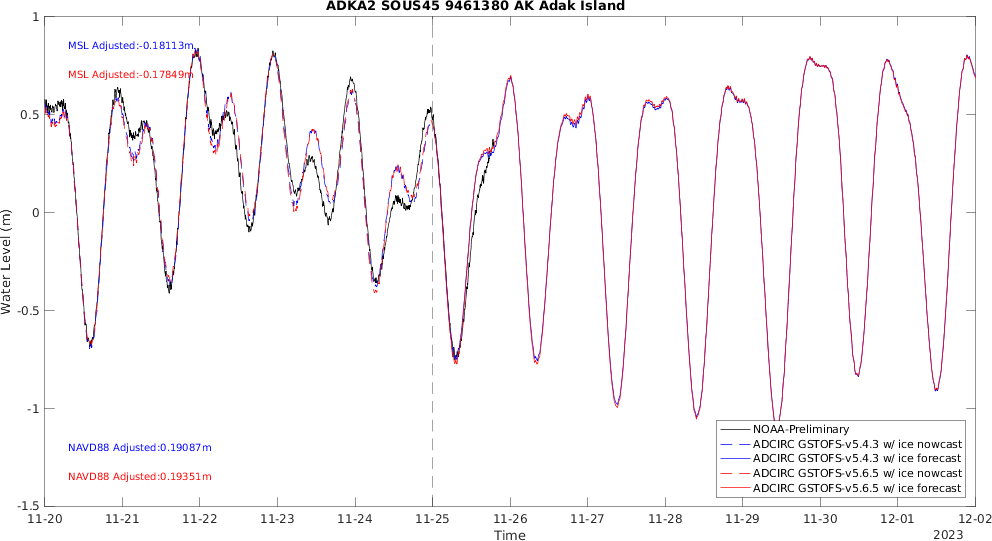 ADKA2 SOUS45 9461380 AK Adak Island
MSL Adjusted:-0.18113m
MSL Adjusted:-0.17849m
NAVD88 Adjusted:0.19087m
NAVD88 Adjusted:0.19351m
Water Level (m)
1
0.5
0
-0.5
-1
-1.5
NOAA-Preliminary
ADCIRC GSTOFS-v5.4.3 w/ ice nowcast
ADCIRC GSTOFS-v5.4.3 w/ ice forecast
ADCIRC GSTOFS-v5.6.5 w/ ice nowcast
ADCIRC GSTOFS-v5.6.5 w/ ice forecast
11-20 11-21 11-22 11-23 11-24 11-25 11-26 11-27 11-28 11-29 11-30 12-01 12-02
Time
2023